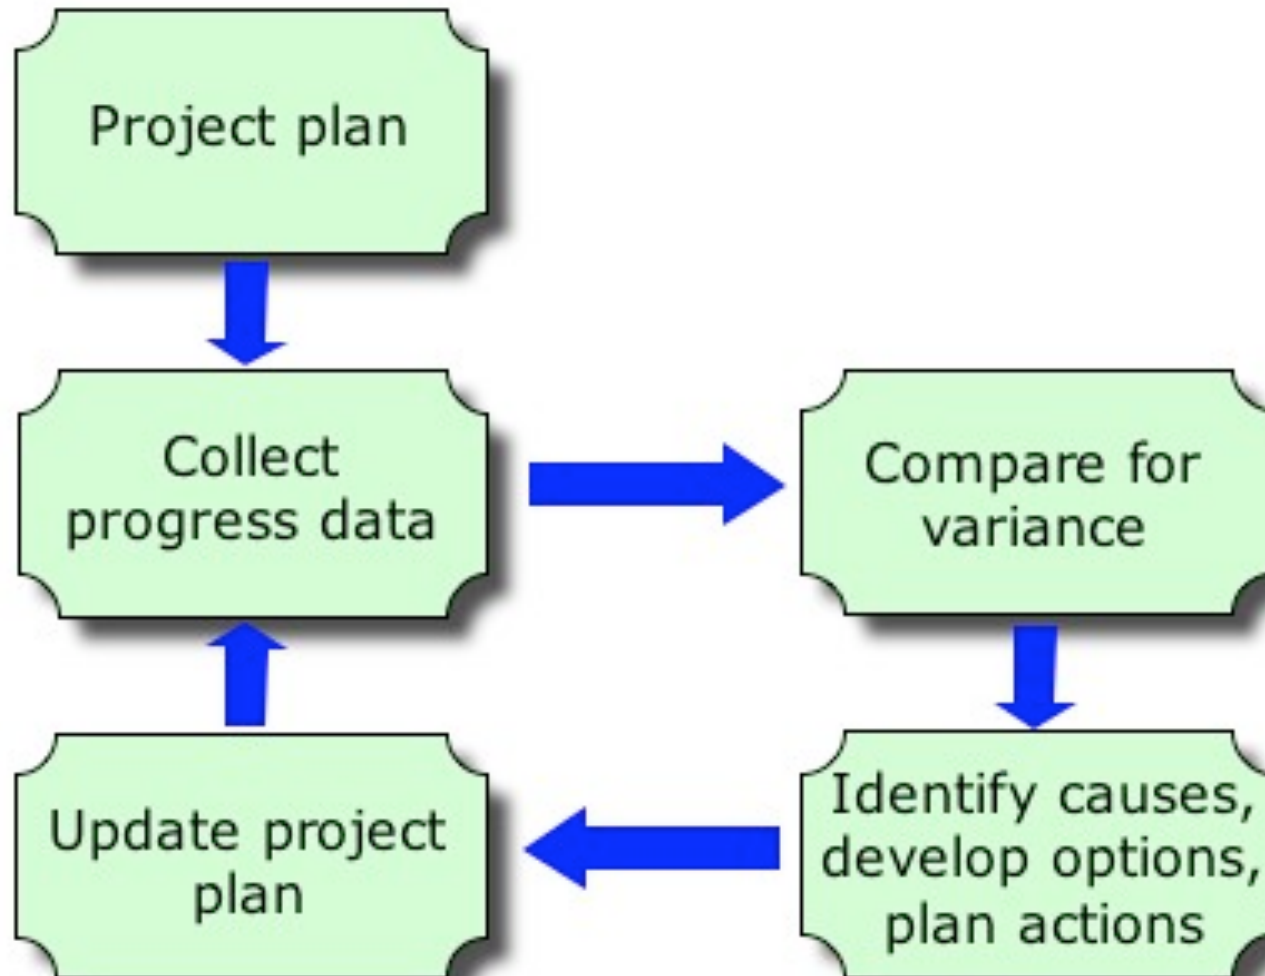 Project plan
Collect
progress data
Compare for
variance
Identify causes,
develop options,
plan actions
Update project
plan